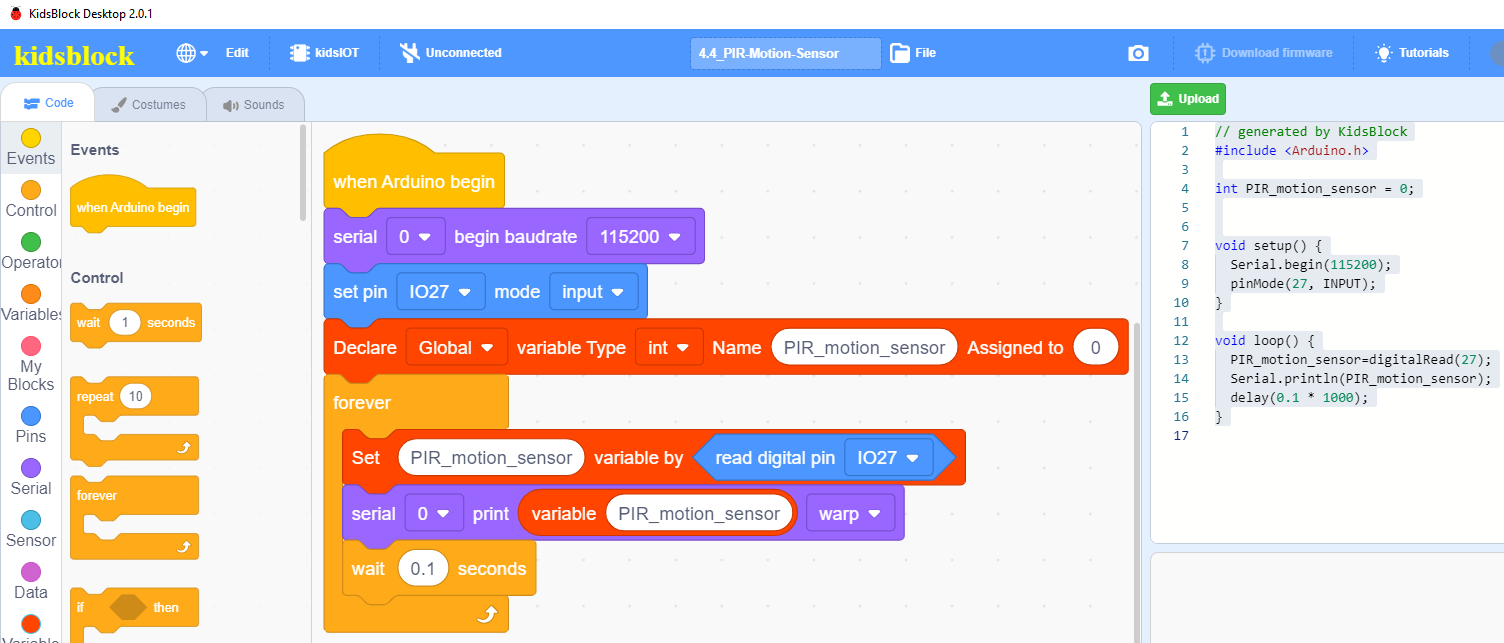 KidsBlock Desktop 2.0.1
kidsblock
Edit
kidsIOT
Unconnected
4.4_PIR-Motion-Sensor
File
Download firmware
Tutorials
Code
Costumes
Sounds
Upload
Events
Control
Operator
Variables
My
Blocks
Pins
Serial
Sensor
Data
Variable
Events
when Arduino begin
Control
wait 1 seconds
repeat 10
forever
if then
when Arduino begin
serial 0 begin baudrate 115200
set pin IO27 mode input
Declare Global variable Type int Name PIR_motion_sensor Assigned to 0
forever
Set PIR_motion_sensor variable by read digital pin IO27
serial 0 print variable PIR_motion_sensor warp
wait 0.1 seconds
1 // generated by KidsBlock
2 #include <Arduino.h>
3
4 int PIR_motion_sensor = 0;
5
6
7 void setup() {
8 Serial.begin(115200);
9 pinMode(27, INPUT);
10 }
11
12 void loop() {
13 PIR_motion_sensor=digitalRead(27);
14 Serial.println(PIR_motion_sensor);
15 delay(0.1 * 1000);
16 }
17